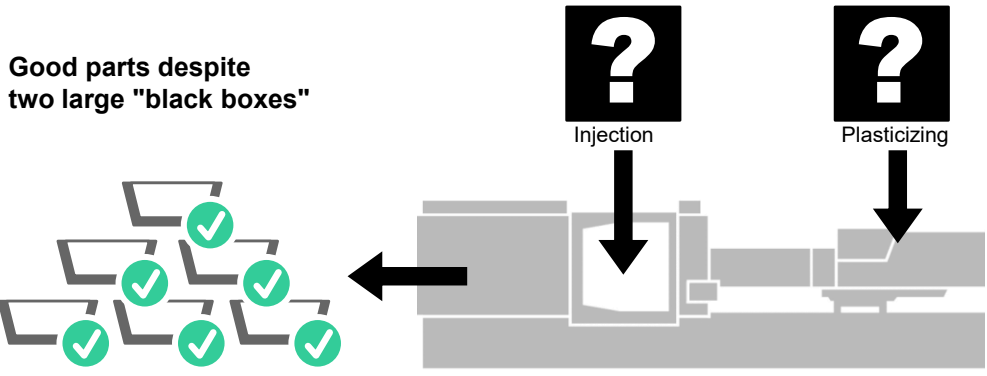 Good parts despite
two large "black boxes"
?
?
Injection
Plasticizing